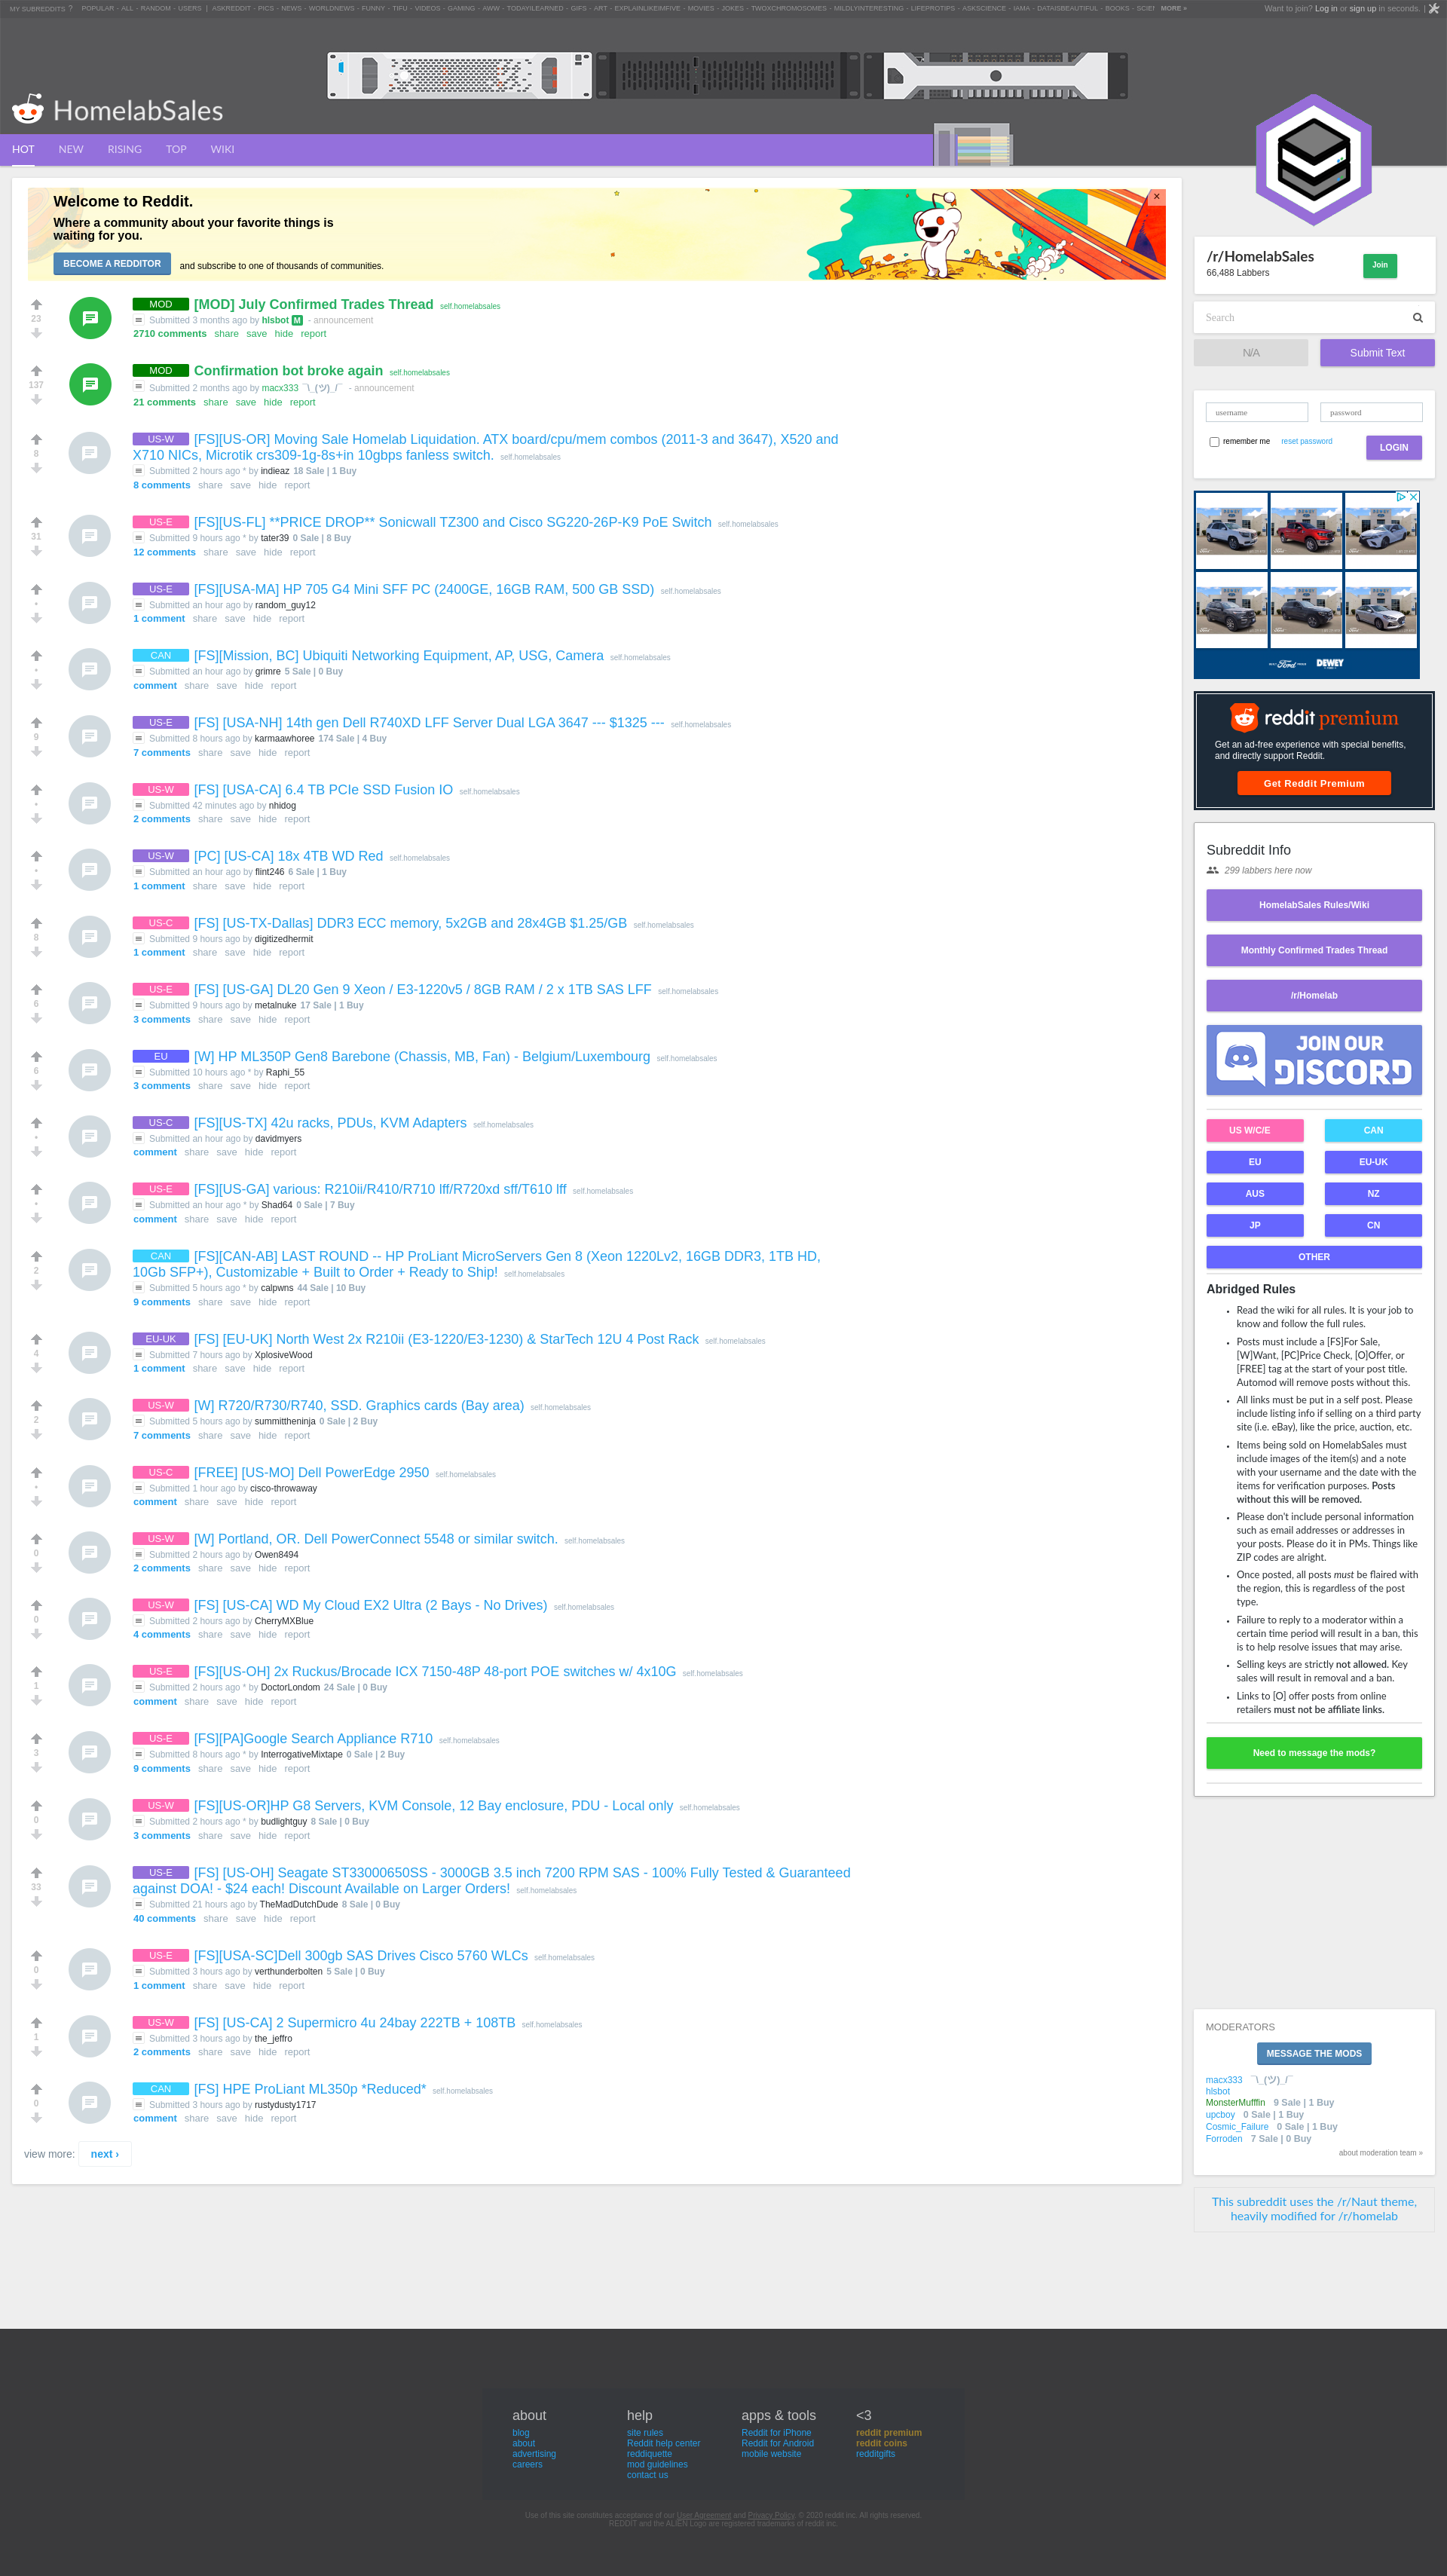 MY SUBREDDITS ? POPULAR - ALL - RANDOM - USERS | ASKREDDIT - PICS - NEWS - WORLDNEWS - FUNNY - TIFU - VIDEOS - GAMING - AWW - TODAYILEARNED - GIFS - ART - EXPLAINLIKEIMFIVE - MOVIES - JOKES - TWOXCHROMOSOMES - MILDLYINTERESTING - LIFEPROTIPS - ASKSCIENCE - IAMA - DATAISBEAUTIFUL - BOOKS - MORE »
Want to join? Log in or sign up in seconds. |
HomelabSales
HOT NEW RISING TOP WIKI
Welcome to Reddit.
Where a community about your favorite things is
waiting for you.
BECOME A REDDITOR and subscribe to one of thousands of communities.
23
MOD [MOD] July Confirmed Trades Thread self.homelabsales
Submitted 3 months ago by hlsbot M - announcement
2710 comments share save hide report
137
MOD Confirmation bot broke again self.homelabsales
Submitted 2 months ago by macx333 ¯\_(ツ)_/¯ - announcement
21 comments share save hide report
8
US-W [FS][US-OR] Moving Sale Homelab Liquidation. ATX board/cpu/mem combos (2011-3 and 3647), X520 and
X710 NICs, Microtik crs309-1g-8s+in 10gbps fanless switch. self.homelabsales
Submitted 2 hours ago * by indieaz 18 Sale | 1 Buy
8 comments share save hide report
31
US-E [FS][US-FL] **PRICE DROP** Sonicwall TZ300 and Cisco SG220-26P-K9 PoE Switch self.homelabsales
Submitted 9 hours ago * by tater39 0 Sale | 8 Buy
12 comments share save hide report
•
US-E [FS][USA-MA] HP 705 G4 Mini SFF PC (2400GE, 16GB RAM, 500 GB SSD) self.homelabsales
Submitted an hour ago by random_guy12
1 comment share save hide report
•
CAN [FS][Mission, BC] Ubiquiti Networking Equipment, AP, USG, Camera self.homelabsales
Submitted an hour ago by grimre 5 Sale | 0 Buy
comment share save hide report
9
US-E [FS] [USA-NH] 14th gen Dell R740XD LFF Server Dual LGA 3647 --- $1325 --- self.homelabsales
Submitted 8 hours ago by karmaawhoree 174 Sale | 4 Buy
7 comments share save hide report
•
US-W [FS] [USA-CA] 6.4 TB PCIe SSD Fusion IO self.homelabsales
Submitted 42 minutes ago by nhidog
2 comments share save hide report
•
US-W [PC] [US-CA] 18x 4TB WD Red self.homelabsales
Submitted an hour ago by flint246 6 Sale | 1 Buy
1 comment share save hide report
8
US-C [FS] [US-TX-Dallas] DDR3 ECC memory, 5x2GB and 28x4GB $1.25/GB self.homelabsales
Submitted 9 hours ago by digitizedhermit
1 comment share save hide report
6
US-E [FS] [US-GA] DL20 Gen 9 Xeon / E3-1220v5 / 8GB RAM / 2 x 1TB SAS LFF self.homelabsales
Submitted 9 hours ago by metalnuke 17 Sale | 1 Buy
3 comments share save hide report
6
EU [W] HP ML350P Gen8 Barebone (Chassis, MB, Fan) - Belgium/Luxembourg self.homelabsales
Submitted 10 hours ago * by Raphi_55
3 comments share save hide report
•
US-C [FS][US-TX] 42u racks, PDUs, KVM Adapters self.homelabsales
Submitted an hour ago by davidmyers
comment share save hide report
•
US-E [FS][US-GA] various: R210ii/R410/R710 lff/R720xd sff/T610 lff self.homelabsales
Submitted an hour ago * by Shad64 0 Sale | 7 Buy
comment share save hide report
2
CAN [FS][CAN-AB] LAST ROUND -- HP ProLiant MicroServers Gen 8 (Xeon 1220Lv2, 16GB DDR3, 1TB HD,
10Gb SFP+), Customizable + Built to Order + Ready to Ship! self.homelabsales
Submitted 5 hours ago * by calpwns 44 Sale | 10 Buy
9 comments share save hide report
4
EU-UK [FS] [EU-UK] North West 2x R210ii (E3-1220/E3-1230) & StarTech 12U 4 Post Rack self.homelabsales
Submitted 7 hours ago by XplosiveWood
1 comment share save hide report
2
US-W [W] R720/R730/R740, SSD. Graphics cards (Bay area) self.homelabsales
Submitted 5 hours ago by summittheninja 0 Sale | 2 Buy
7 comments share save hide report
•
US-C [FREE] [US-MO] Dell PowerEdge 2950 self.homelabsales
Submitted 1 hour ago by cisco-throwaway
comment share save hide report
0
US-W [W] Portland, OR. Dell PowerConnect 5548 or similar switch. self.homelabsales
Submitted 2 hours ago by Owen8494
2 comments share save hide report
0
US-W [FS] [US-CA] WD My Cloud EX2 Ultra (2 Bays - No Drives) self.homelabsales
Submitted 2 hours ago by CherryMXBlue
4 comments share save hide report
1
US-E [FS][US-OH] 2x Ruckus/Brocade ICX 7150-48P 48-port POE switches w/ 4x10G self.homelabsales
Submitted 2 hours ago * by DoctorLondom 24 Sale | 0 Buy
comment share save hide report
3
US-E [FS][PA]Google Search Appliance R710 self.homelabsales
Submitted 8 hours ago * by InterrogativeMixtape 0 Sale | 2 Buy
9 comments share save hide report
0
US-W [FS][US-OR]HP G8 Servers, KVM Console, 12 Bay enclosure, PDU - Local only self.homelabsales
Submitted 2 hours ago * by budlightguy 8 Sale | 0 Buy
3 comments share save hide report
33
US-E [FS] [US-OH] Seagate ST33000650SS - 3000GB 3.5 inch 7200 RPM SAS - 100% Fully Tested & Guaranteed
against DOA! - $24 each! Discount Available on Larger Orders! self.homelabsales
Submitted 21 hours ago by TheMadDutchDude 8 Sale | 0 Buy
40 comments share save hide report
0
US-E [FS][USA-SC]Dell 300gb SAS Drives Cisco 5760 WLCs self.homelabsales
Submitted 3 hours ago by verthunderbolten 5 Sale | 0 Buy
1 comment share save hide report
1
US-W [FS] [US-CA] 2 Supermicro 4u 24bay 222TB + 108TB self.homelabsales
Submitted 3 hours ago by the_jeffro
2 comments share save hide report
0
CAN [FS] HPE ProLiant ML350p *Reduced* self.homelabsales
Submitted 3 hours ago by rustydusty1717
comment share save hide report
view more: next ›
/r/HomelabSales
66,488 Labbers
Join
Search
N/A Submit Text
username password
remember me reset password LOGIN
Ford DEWEY
reddit premium
Get an ad-free experience with special benefits,
and directly support Reddit.
Get Reddit Premium
Subreddit Info
299 labbers here now
HomelabSales Rules/Wiki
Monthly Confirmed Trades Thread
/r/Homelab
JOIN OUR
DISCORD
US W/C/E CAN
EU EU-UK
AUS NZ
JP CN
OTHER
Abridged Rules
• Read the wiki for all rules. It is your job to
know and follow the full rules.
• Posts must include a [FS]For Sale,
[W]Want, [PC]Price Check, [O]Offer, or
[FREE] tag at the start of your post title.
Automod will remove posts without this.
• All links must be put in a self post. Please
include listing info if selling on a third party
site (i.e. eBay), like the price, auction, etc.
• Items being sold on HomelabSales must
include images of the item(s) and a note
with your username and the date with the
items for verification purposes. Posts
without this will be removed.
• Please don't include personal information
such as email addresses or addresses in
your posts. Please do it in PMs. Things like
ZIP codes are alright.
• Once posted, all posts must be flaired with
the region, this is regardless of the post
type.
• Failure to reply to a moderator within a
certain time period will result in a ban, this
is to help resolve issues that may arise.
• Selling keys are strictly not allowed. Key
sales will result in removal and a ban.
• Links to [O] offer posts from online
retailers must not be affiliate links.
Need to message the mods?
MODERATORS
MESSAGE THE MODS
macx333 ¯\_(ツ)_/¯
hlsbot
MonsterMufffin 9 Sale | 1 Buy
upcboy 0 Sale | 1 Buy
Cosmic_Failure 0 Sale | 1 Buy
Forroden 7 Sale | 0 Buy
about moderation team »
This subreddit uses the /r/Naut theme,
heavily modified for /r/homelab
about help apps & tools <3
blog site rules Reddit for iPhone reddit premium
about Reddit help center Reddit for Android reddit coins
advertising reddiquette mobile website redditgifts
careers mod guidelines
contact us
Use of this site constitutes acceptance of our User Agreement and Privacy Policy. © 2020 reddit inc. All rights reserved.
REDDIT and the ALIEN Logo are registered trademarks of reddit inc.